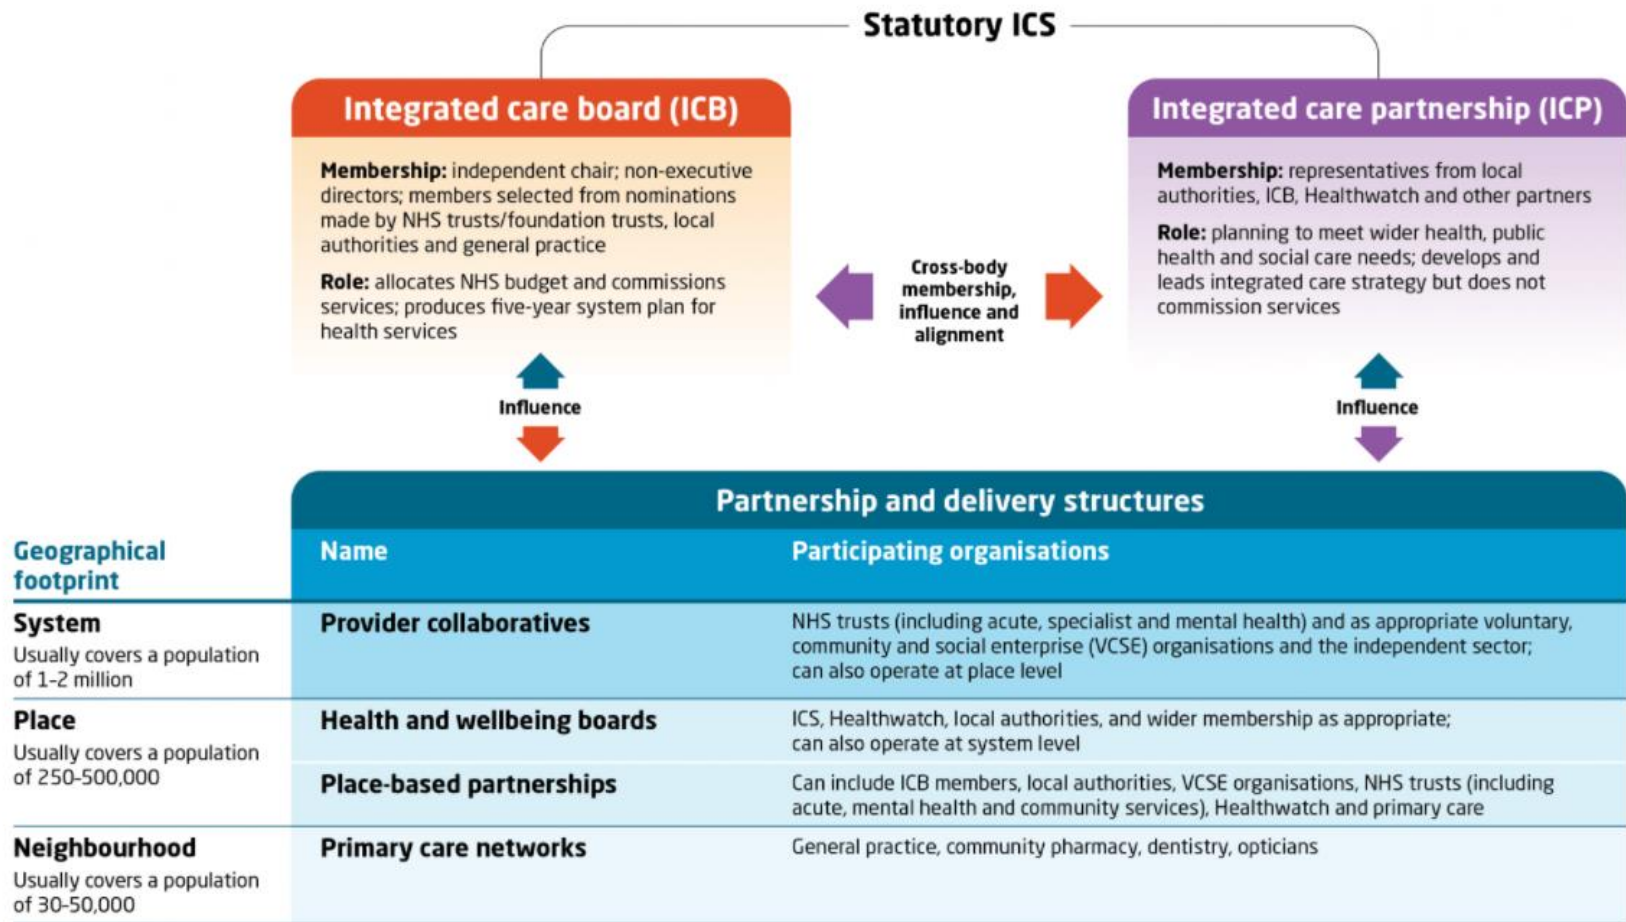 Statutory ICS
Integrated care board (ICB)
Membership: independent chair; non-executive
directors; members selected from nominations
made by NHS trusts/foundation trusts, local
authorities and general practice
Role: allocates NHS budget and commissions
services; produces five-year system plan for
health services
Cross-body
membership,
influence and
alignment
Integrated care partnership (ICP)
Membership: representatives from local
authorities, ICB, Healthwatch and other partners
Role: planning to meet wider health, public
health and social care needs; develops and
leads integrated care strategy but does not
commission services
Influence
Influence
Partnership and delivery structures
Geographical
footprint
Name
Participating organisations
System
Usually covers a population
of 1–2 million
Provider collaboratives
NHS trusts (including acute, specialist and mental health) and as appropriate voluntary,
community and social enterprise (VCSE) organisations and the independent sector;
can also operate at place level
Place
Usually covers a population
of 250–500,000
Health and wellbeing boards
ICS, Healthwatch, local authorities, and wider membership as appropriate;
can also operate at system level
Place-based partnerships
Can include ICB members, local authorities, VCSE organisations, NHS trusts (including
acute, mental health and community services), Healthwatch and primary care
Neighbourhood
Usually covers a population
of 30–50,000
Primary care networks
General practice, community pharmacy, dentistry, opticians